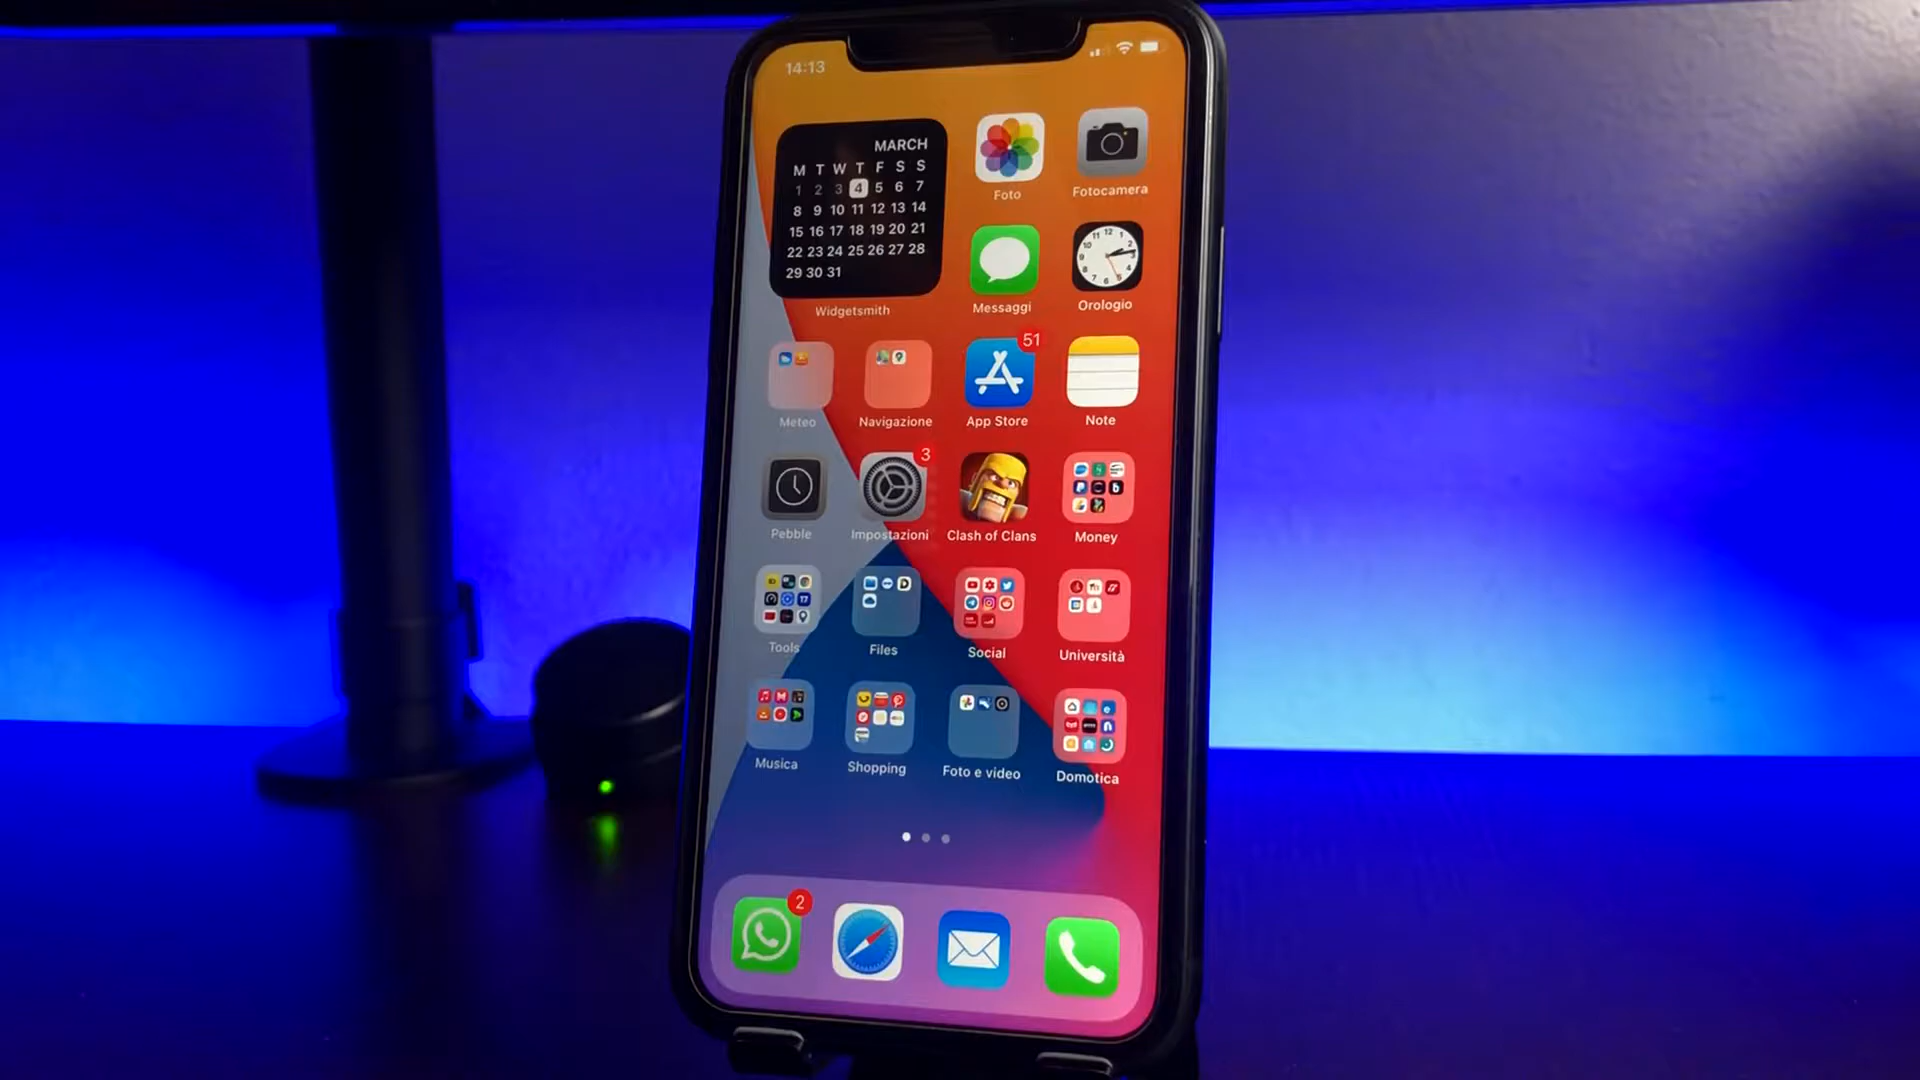 14:13
MARCH
M T W T F S S
1 2 3 4 5 6 7
8 9 10 11 12 13 14
15 16 17 18 19 20 21
22 23 24 25 26 27 28
29 30 31
Widgetsmith
Foto
Fotocamera
Messaggi
Orologio
51
Meteo
Navigazione
App Store
Note
3
Pebble
Impostazioni
Clash of Clans
Money
Tools
Files
Social
Università
Musica
Shopping
Foto e video
Domotica
2